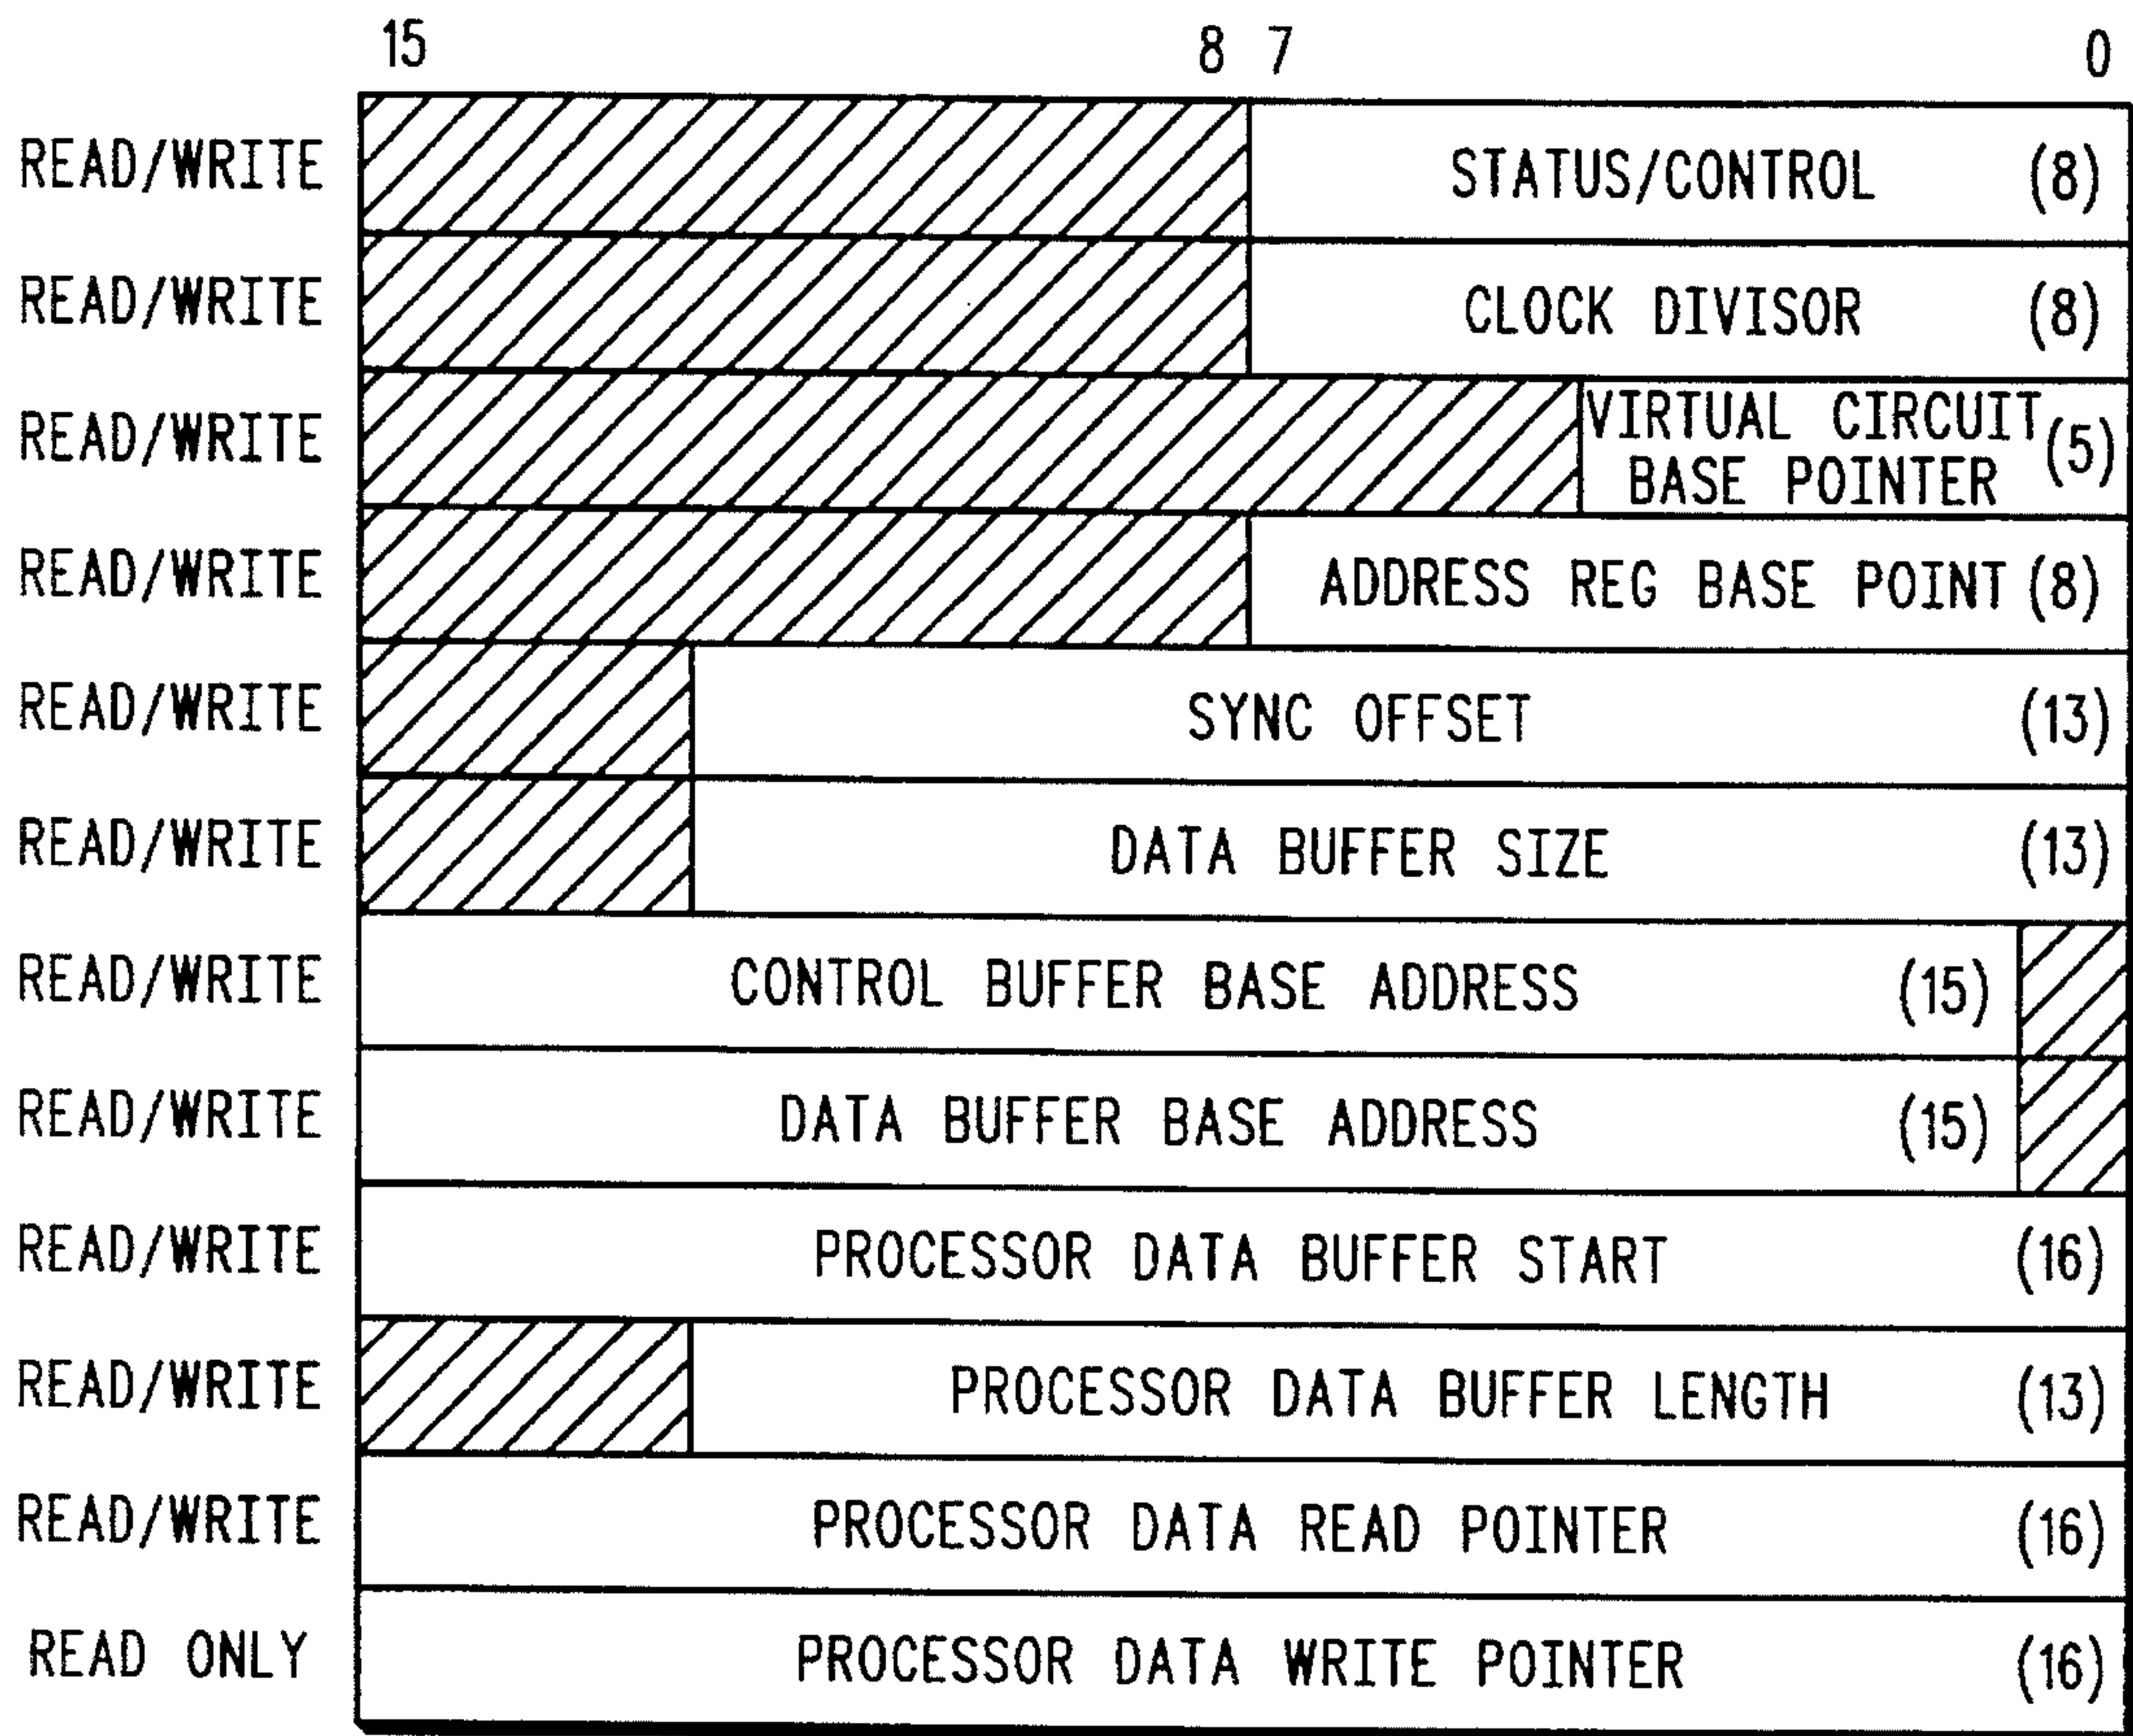 15 8 7 0
READ/WRITE STATUS/CONTROL (8)
READ/WRITE CLOCK DIVISOR (8)
READ/WRITE VIRTUAL CIRCUIT
BASE POINTER (5)
READ/WRITE ADDRESS REG BASE POINT (8)
READ/WRITE SYNC OFFSET (13)
READ/WRITE DATA BUFFER SIZE (13)
READ/WRITE CONTROL BUFFER BASE ADDRESS (15)
READ/WRITE DATA BUFFER BASE ADDRESS (15)
READ/WRITE PROCESSOR DATA BUFFER START (16)
READ/WRITE PROCESSOR DATA BUFFER LENGTH (13)
READ/WRITE PROCESSOR DATA READ POINTER (16)
READ ONLY PROCESSOR DATA WRITE POINTER (16)